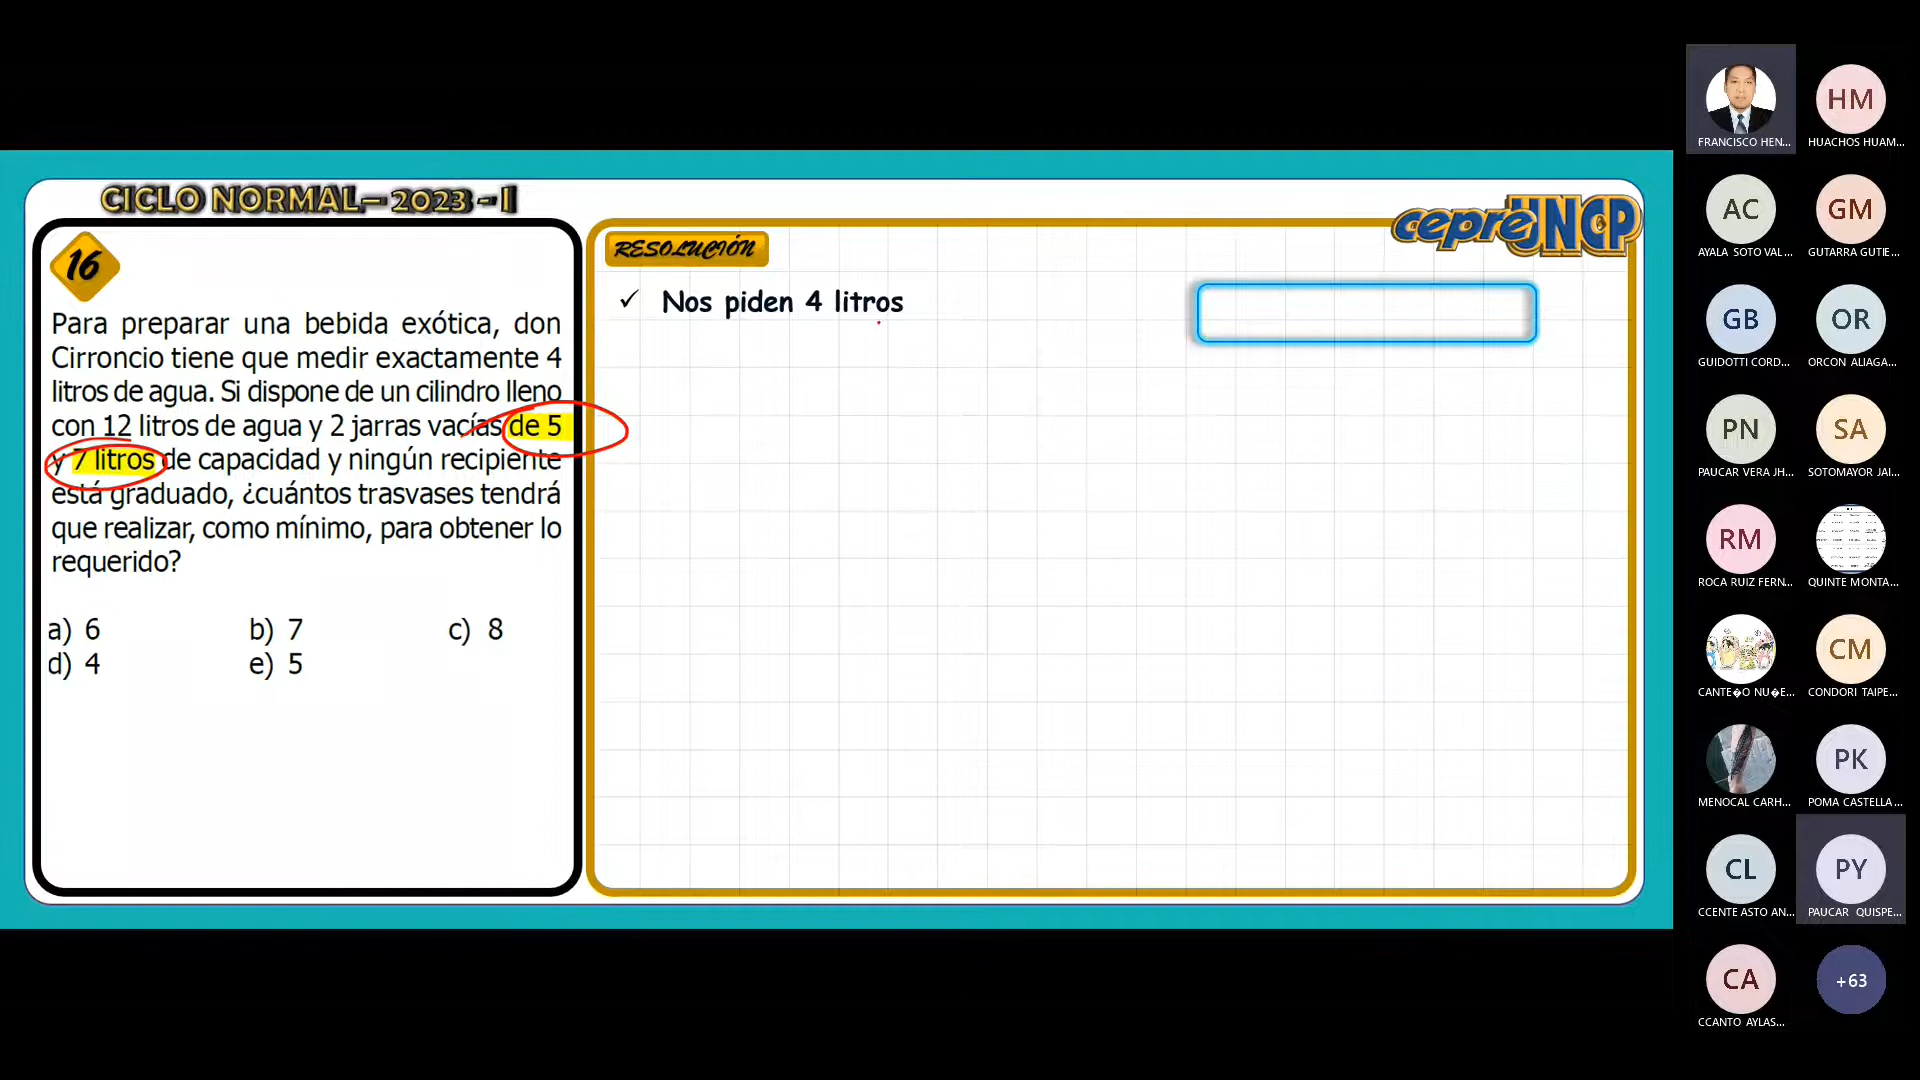 CICLO NORMAL– 2023 - I
cepreUNCP
16
Para preparar una bebida exótica, don
Cirroncio tiene que medir exactamente 4
litros de agua. Si dispone de un cilindro lleno
con 12 litros de agua y 2 jarras vacías de 5
y 7 litros de capacidad y ningún recipiente
está graduado, ¿cuántos trasvases tendrá
que realizar, como mínimo, para obtener lo
requerido?
a) 6 b) 7 c) 8
d) 4 e) 5
RESOLUCIÓN
✓ Nos piden 4 litros
FRANCISCO HEN...
HM
HUACHOS HUAM...
AC
AYALA SOTO VAL...
GM
GUTARRA GUTIE...
GB
GUIDOTTI CORD...
OR
ORCON ALIAGA...
PN
PAUCAR VERA JH...
SA
SOTOMAYOR JAI...
RM
ROCA RUIZ FERN...
QUINTE MONTA...
CANTE�O NU�E...
CM
CONDORI TAIPE...
MENOCAL CARH...
PK
POMA CASTELLA...
CL
CCENTE ASTO AN...
PY
PAUCAR QUISPE...
CA
CCANTO AYLAS...
+63